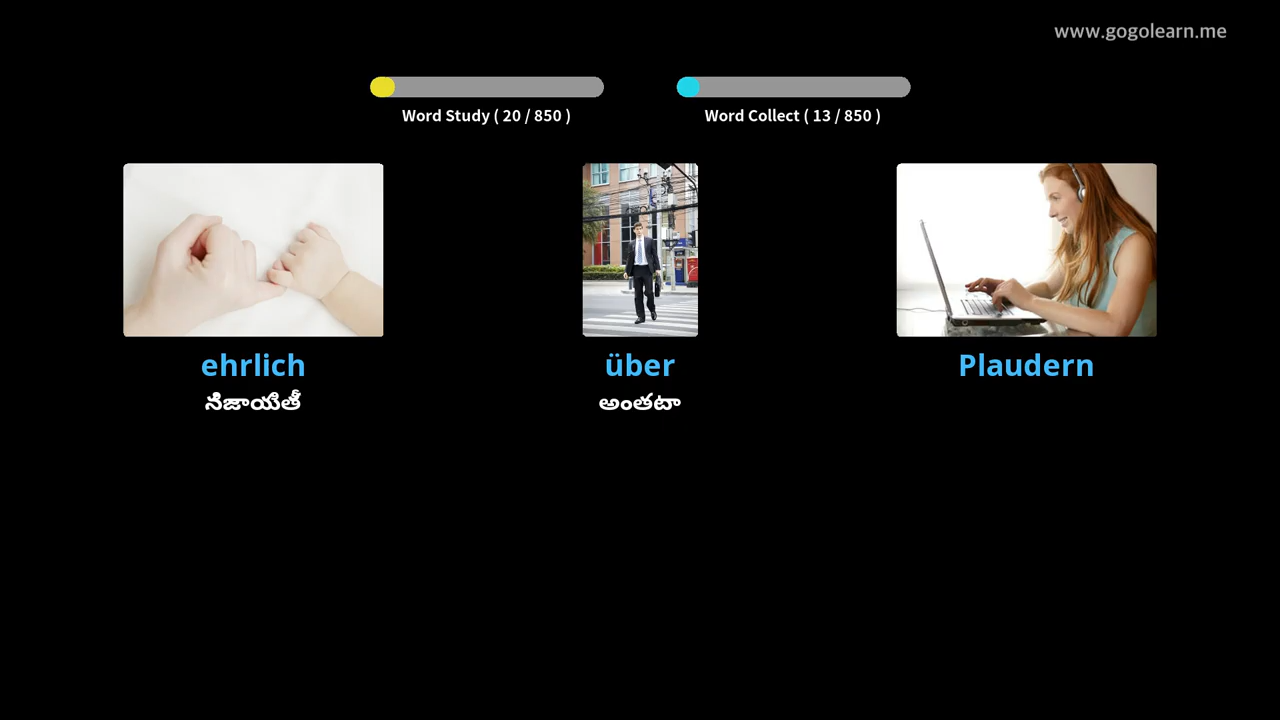 www.gogolearn.me
Word Study ( 20 / 850 )
Word Collect ( 13 / 850 )
ehrlich
über
Plaudern
నిజాయితీ
అంతటా